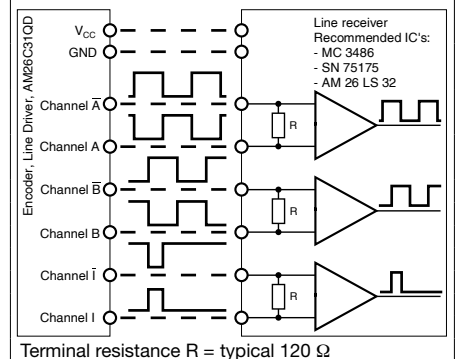 Encoder, Line Driver, AM26C31QD
VCC
GND
Channel A̅
Channel A
Channel B̅
Channel B
Channel I̅
Channel I
Line receiver
Recommended IC's:
- MC 3486
- SN 75175
- AM 26 LS 32
R
R
R
Terminal resistance R = typical 120 Ω